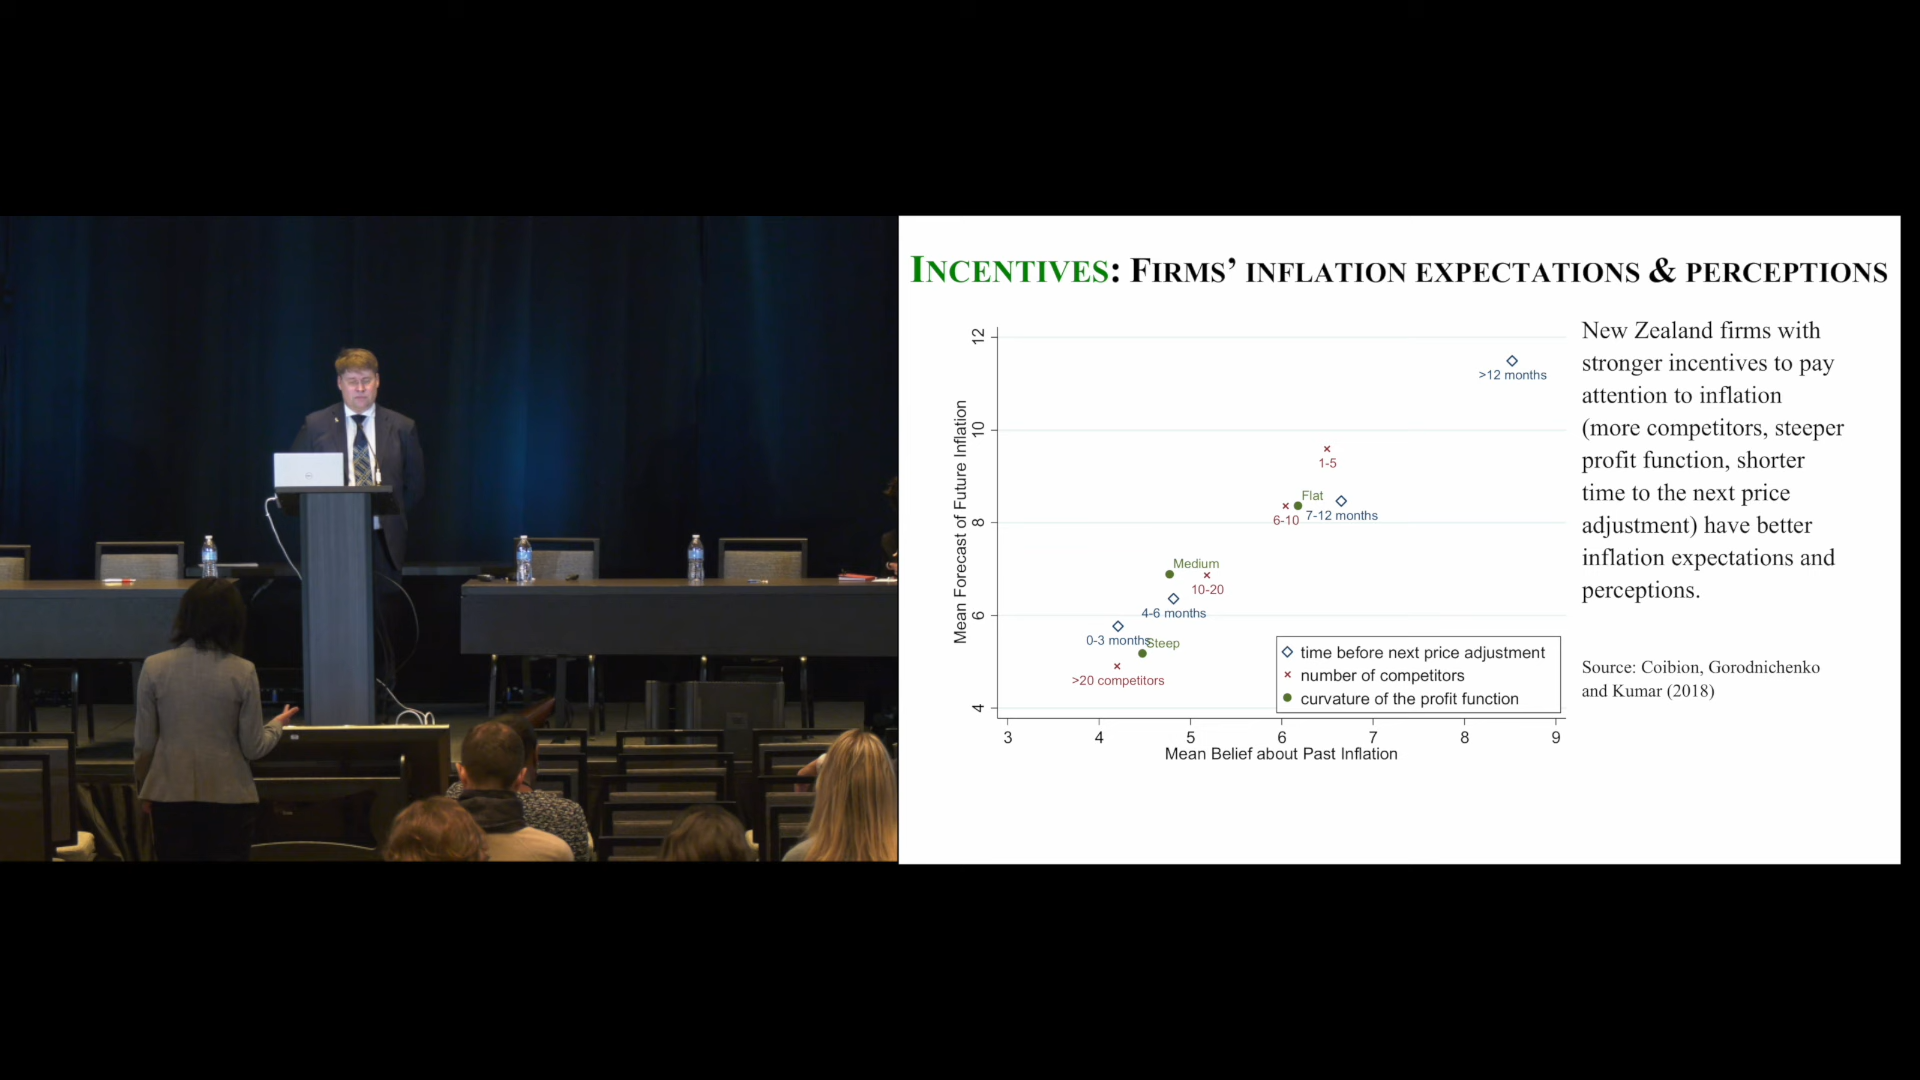 INCENTIVES: FIRMS' INFLATION EXPECTATIONS & PERCEPTIONS
New Zealand firms with
stronger incentives to pay
attention to inflation
(more competitors, steeper
profit function, shorter
time to the next price
adjustment) have better
inflation expectations and
perceptions.
Source: Coibion, Gorodnichenko
and Kumar (2018)
Mean Forecast of Future Inflation
12
10
8
6
4
>12 months
1-5
Flat
6-10
7-12 months
Medium
10-20
4-6 months
0-3 months
Steep
>20 competitors
time before next price adjustment
number of competitors
curvature of the profit function
3 4 5 6 7 8 9
Mean Belief about Past Inflation